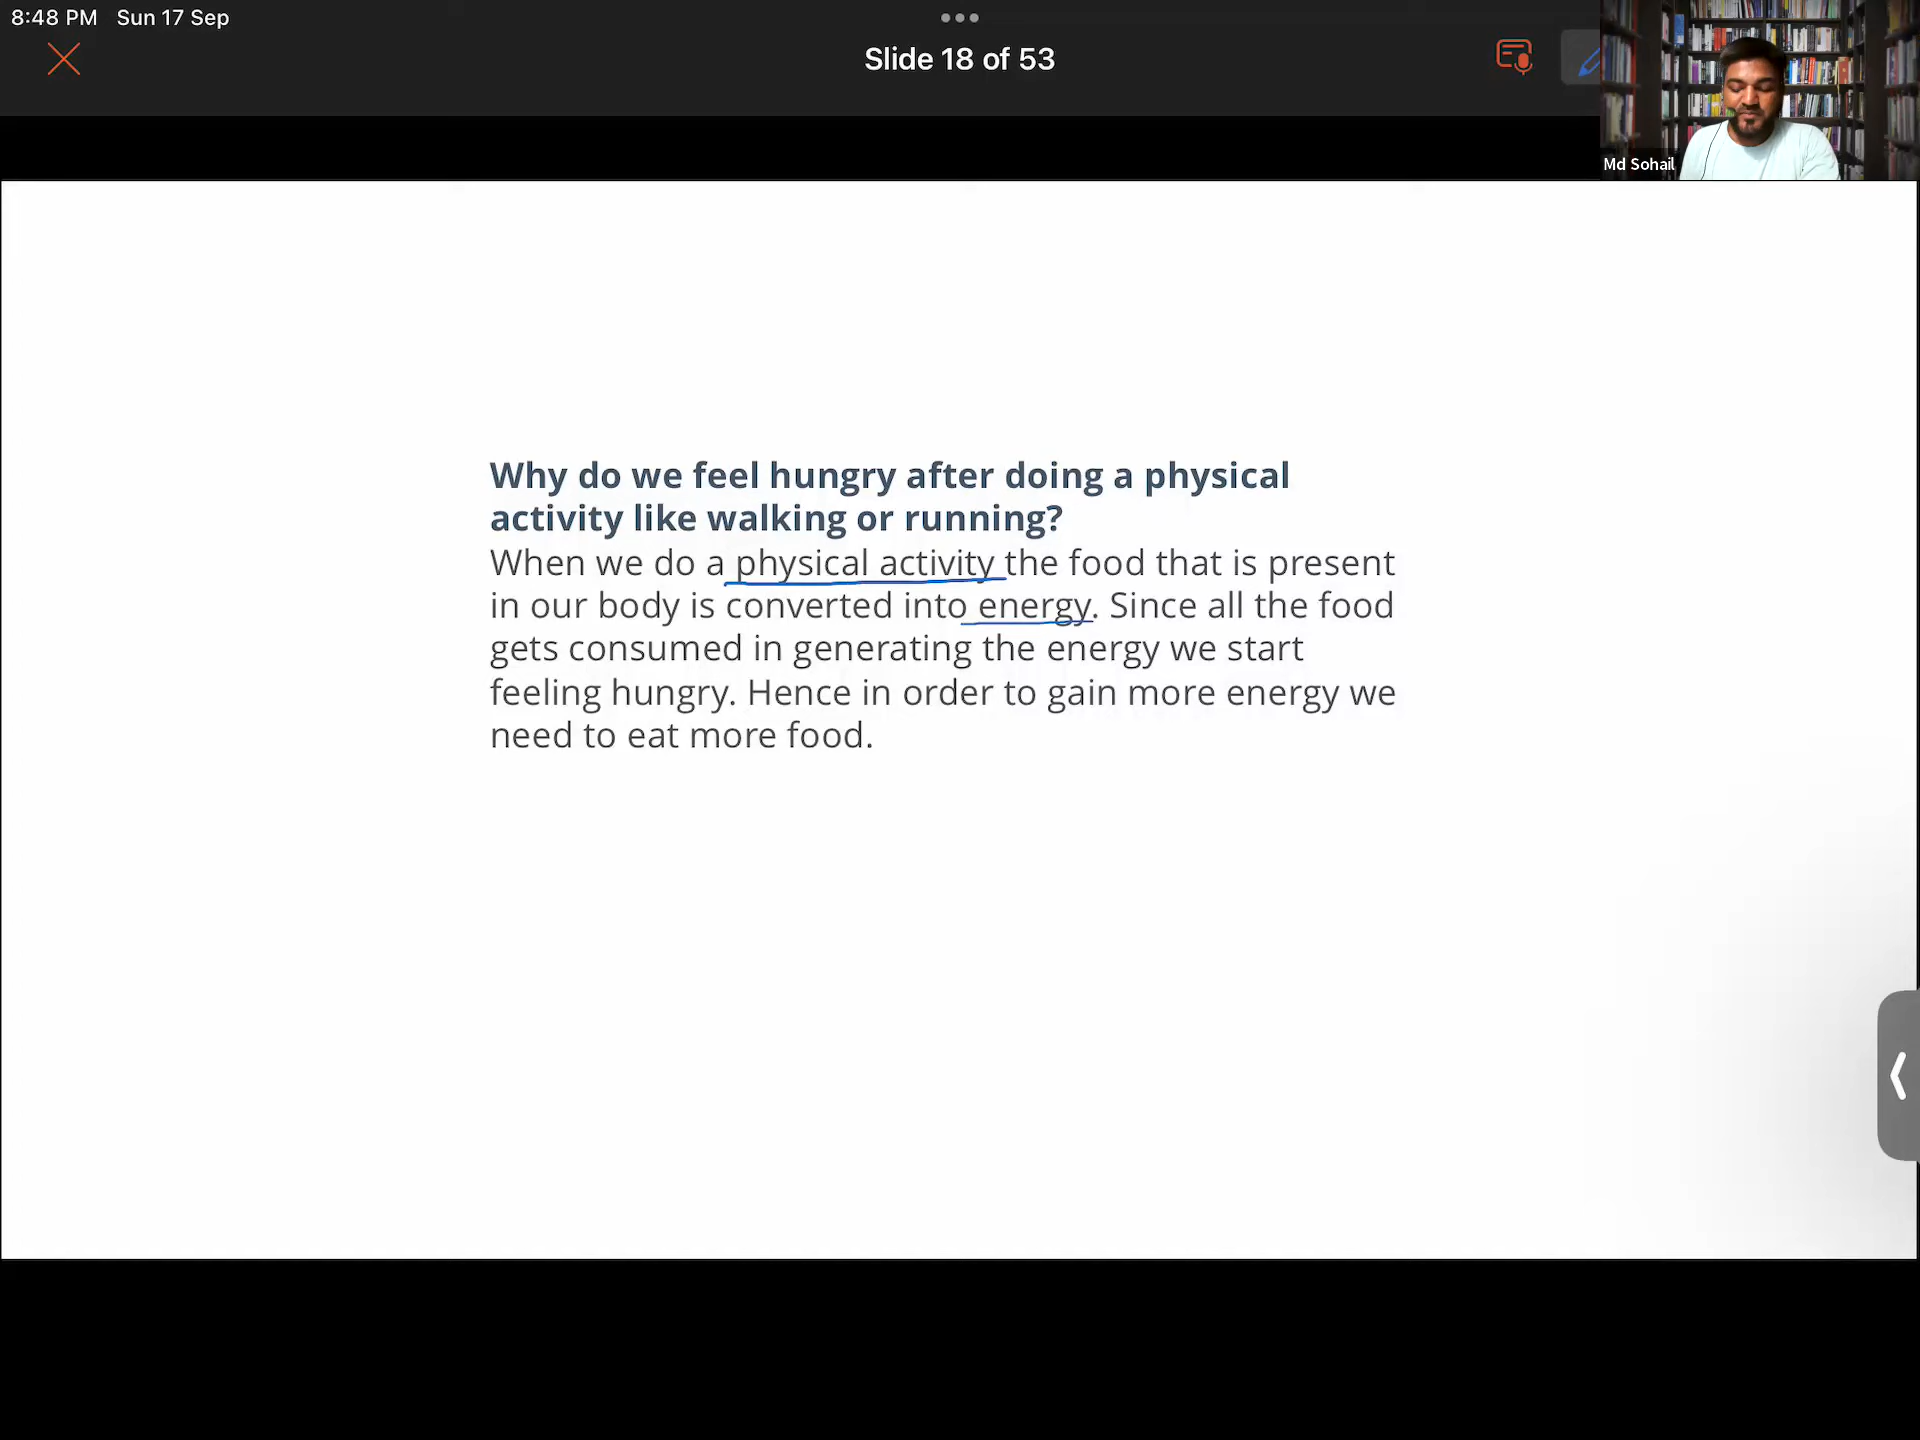 8:48 PM Sun 17 Sep
Slide 18 of 53
Md Sohail
Why do we feel hungry after doing a physical
activity like walking or running?
When we do a physical activity the food that is present
in our body is converted into energy. Since all the food
gets consumed in generating the energy we start
feeling hungry. Hence in order to gain more energy we
need to eat more food.